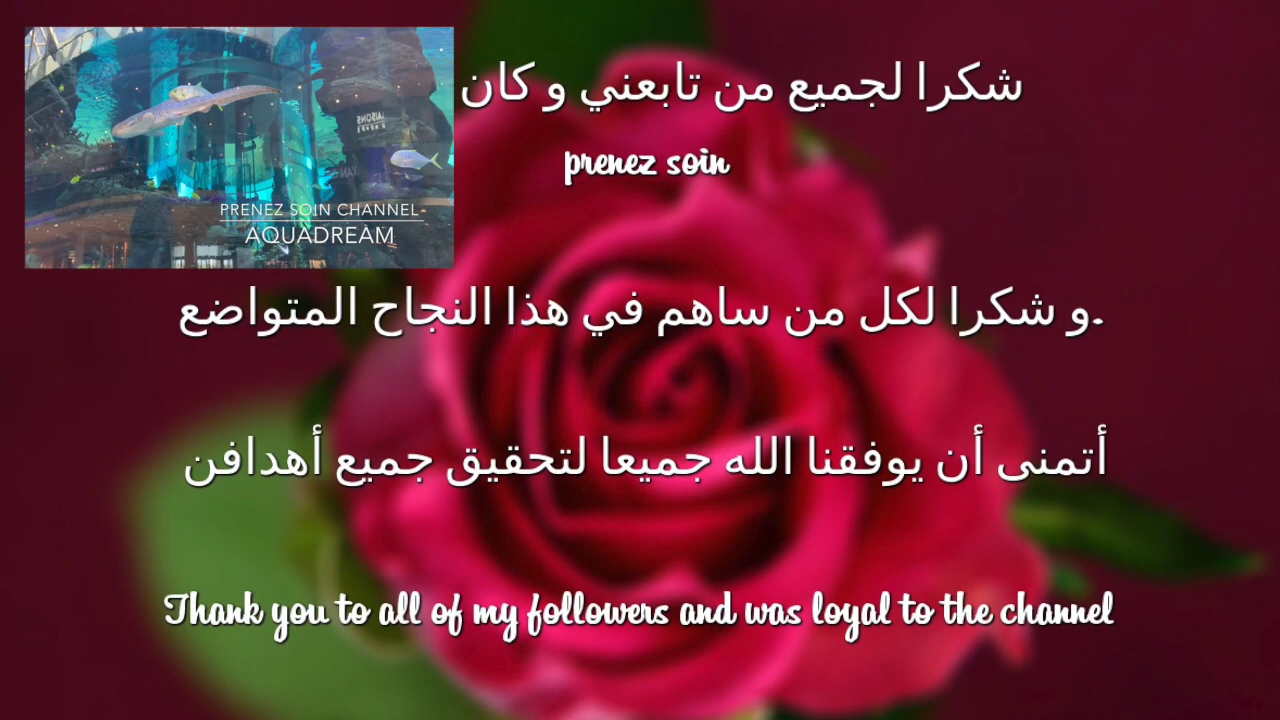 شكرا لجميع من تابعني و كان
prenez soin
PRENEZ SOIN CHANNEL-
AQUADREAM
و شكرا لكل من ساهم في هذا النجاح المتواضع.
أتمنى أن يوفقنا الله جميعا لتحقيق جميع أهدافن
Thank you to all of my followers and was loyal to the channel